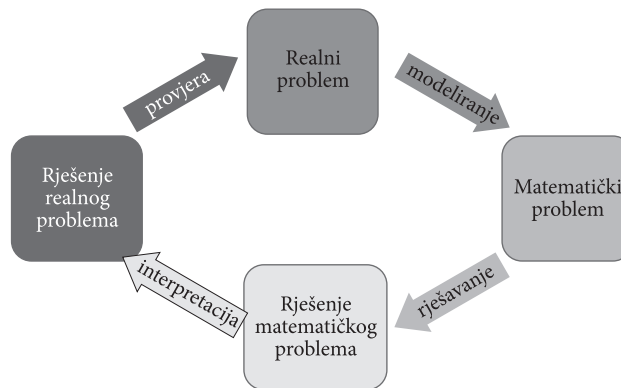 Realni
problem
modeliranje
Matematički
problem
rješavanje
Rješenje
matematičkog
problema
interpretacija
Rješenje
realnog
problema
provjera